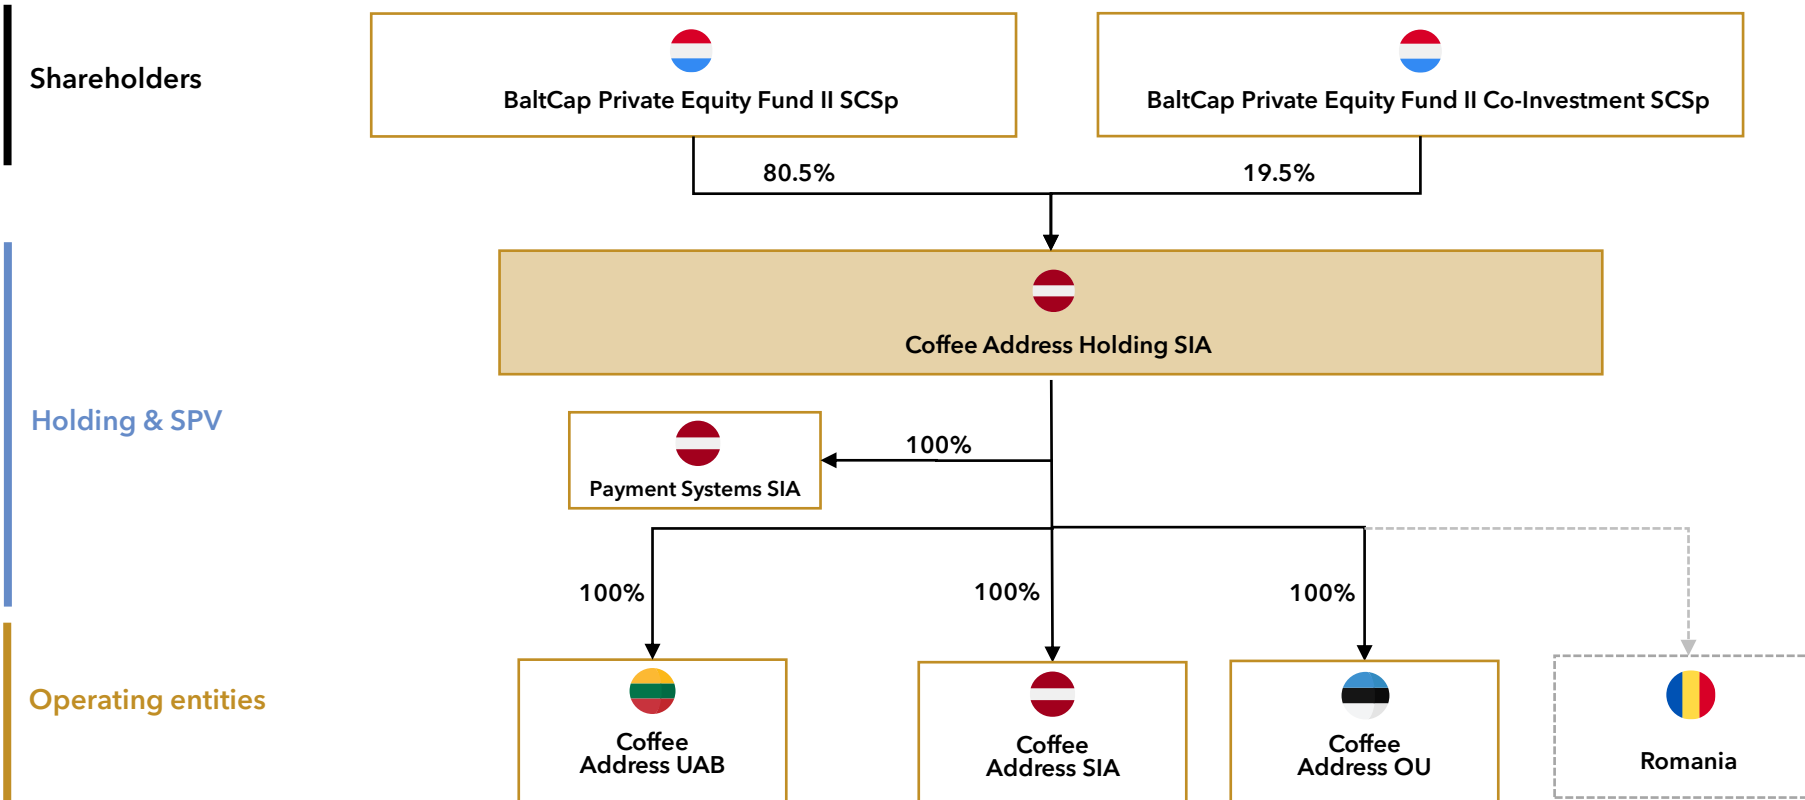 Shareholders
BaltCap Private Equity Fund II SCSp
BaltCap Private Equity Fund II Co-Investment SCSp
80.5%
19.5%
Coffee Address Holding SIA
Holding & SPV
100%
Payment Systems SIA
100%
100%
100%
Operating entities
Coffee
Address UAB
Coffee
Address SIA
Coffee
Address OU
Romania